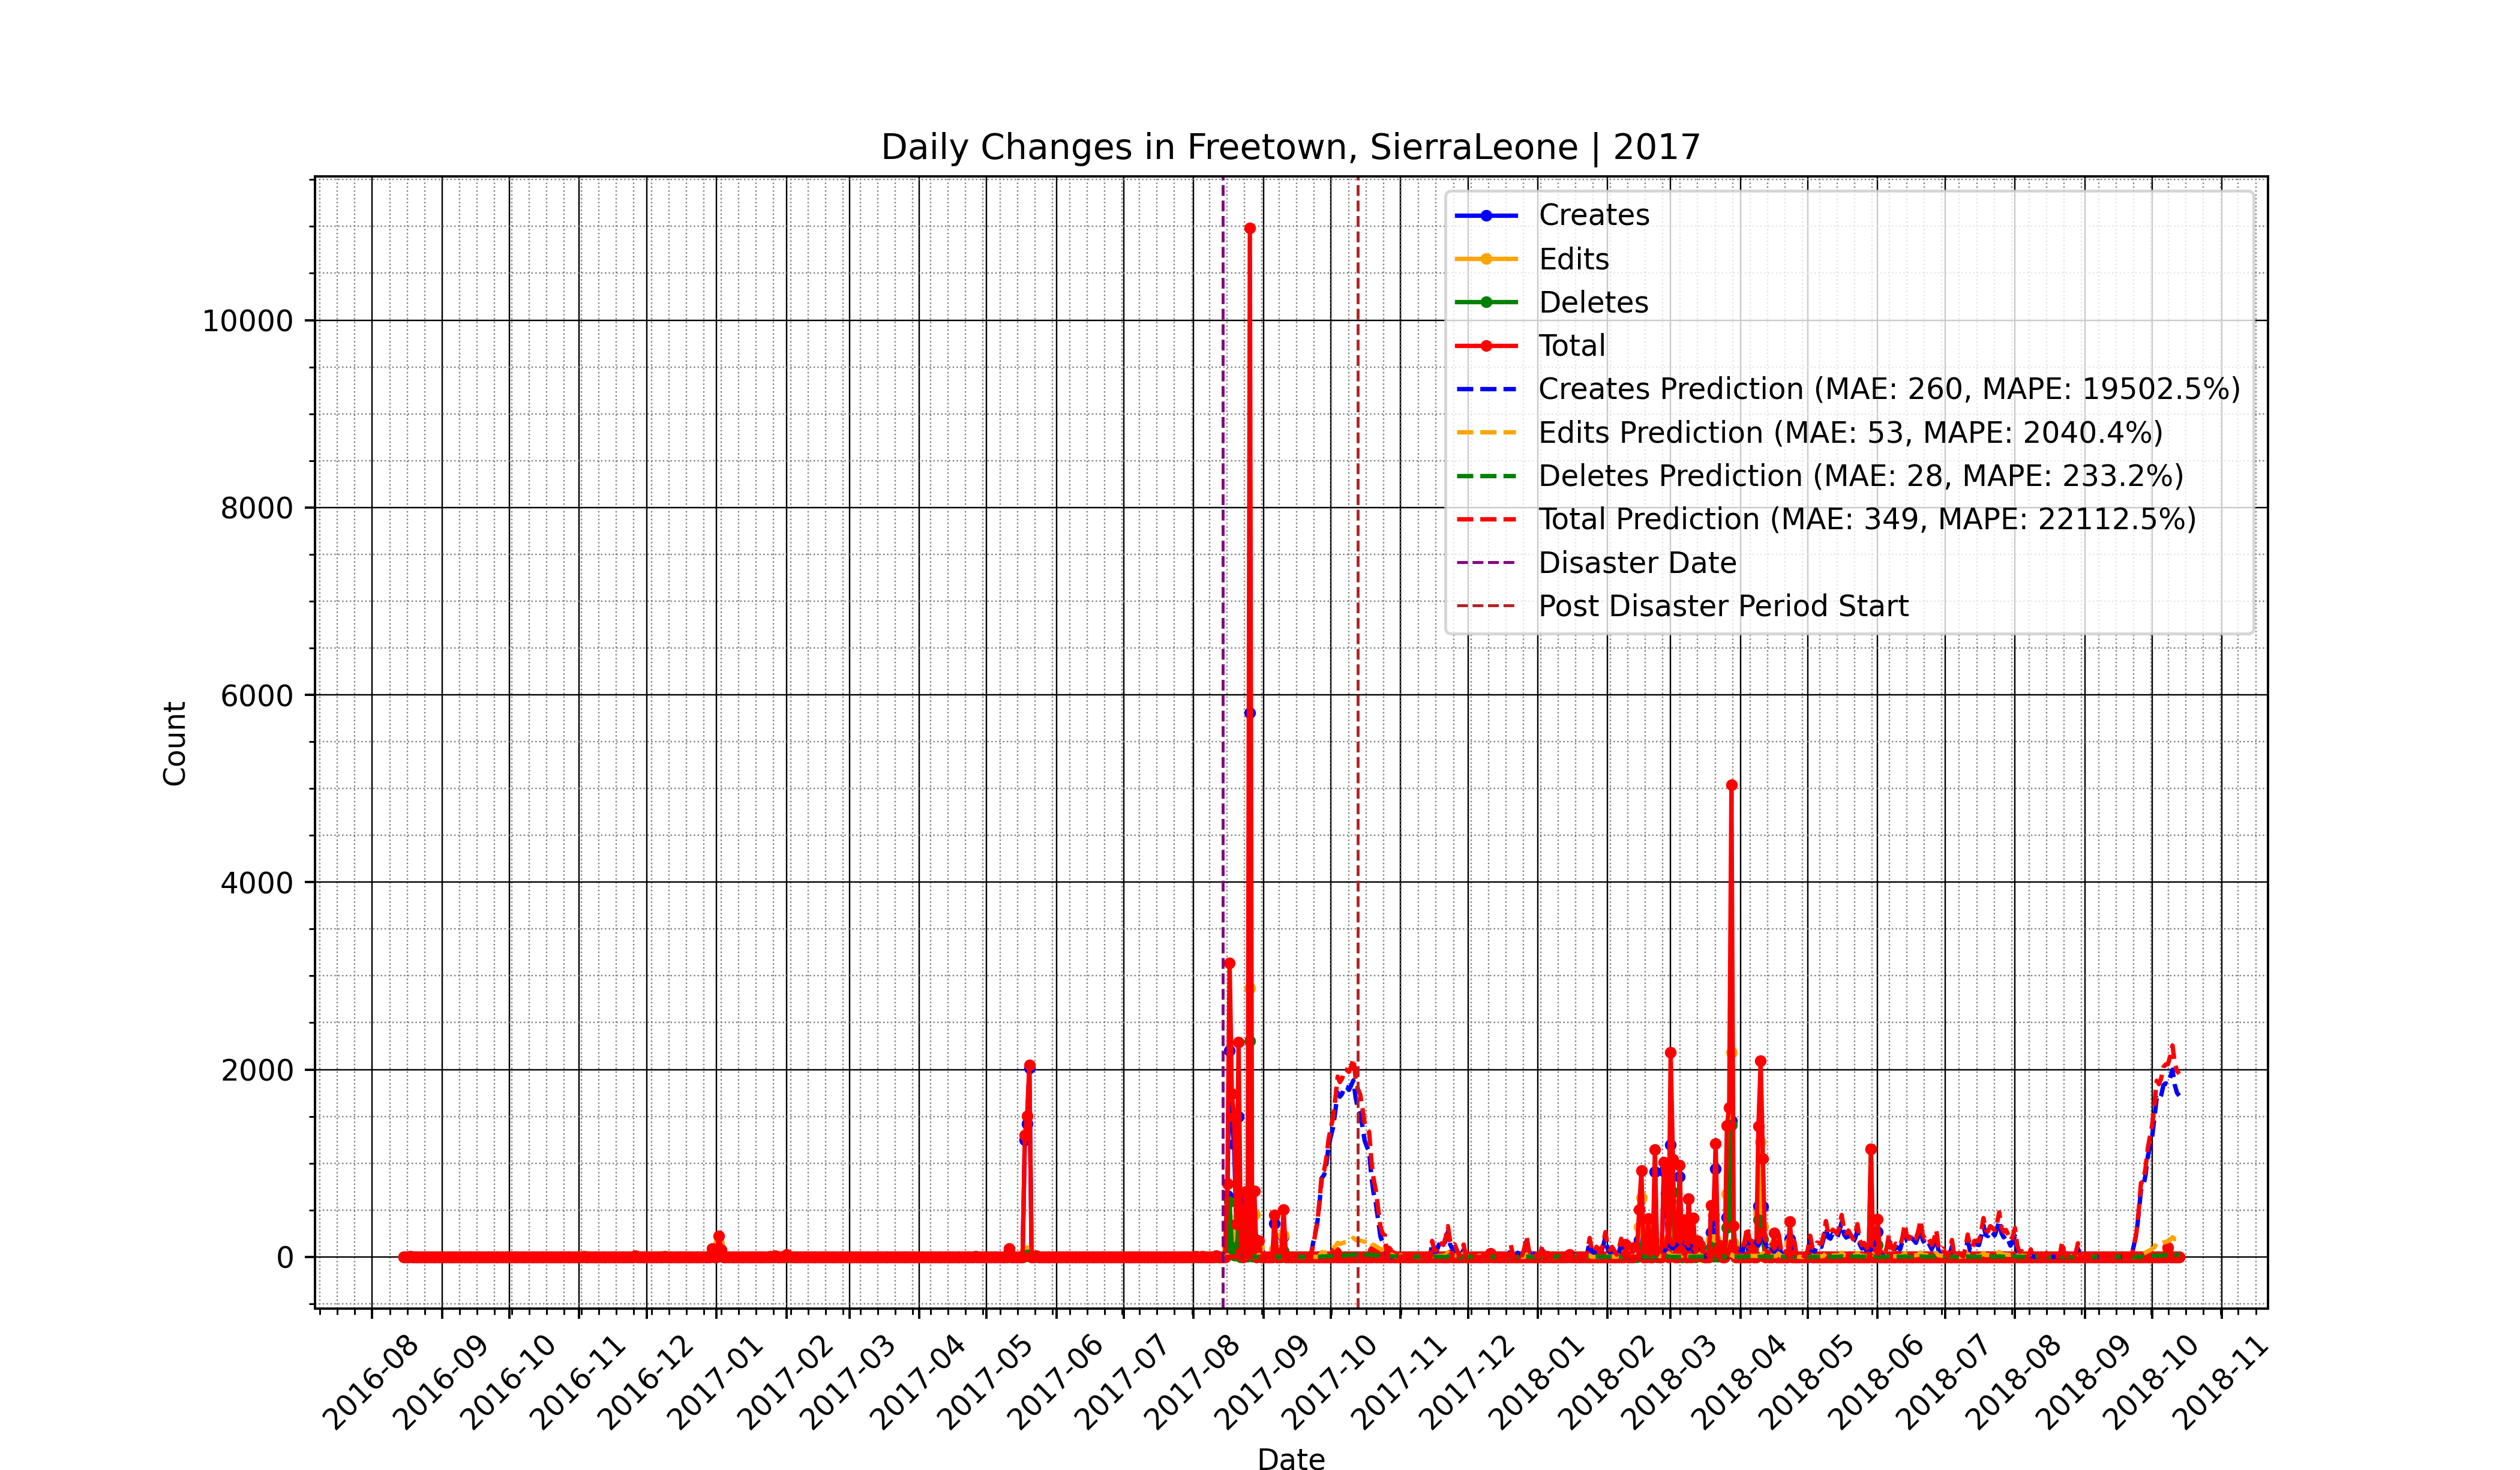 Daily Changes in Freetown, SierraLeone | 2017
Creates
Edits
Deletes
Total
Creates Prediction (MAE: 260, MAPE: 19502.5%)
Edits Prediction (MAE: 53, MAPE: 2040.4%)
Deletes Prediction (MAE: 28, MAPE: 233.2%)
Total Prediction (MAE: 349, MAPE: 22112.5%)
Disaster Date
Post Disaster Period Start
Count
10000
8000
6000
4000
2000
0
2016-08
2016-09
2016-10
2016-11
2016-12
2017-01
2017-02
2017-03
2017-04
2017-05
2017-06
2017-07
2017-08
2017-09
2017-10
2017-11
2017-12
2018-01
2018-02
2018-03
2018-04
2018-05
2018-06
2018-07
2018-08
2018-09
2018-10
2018-11
Date